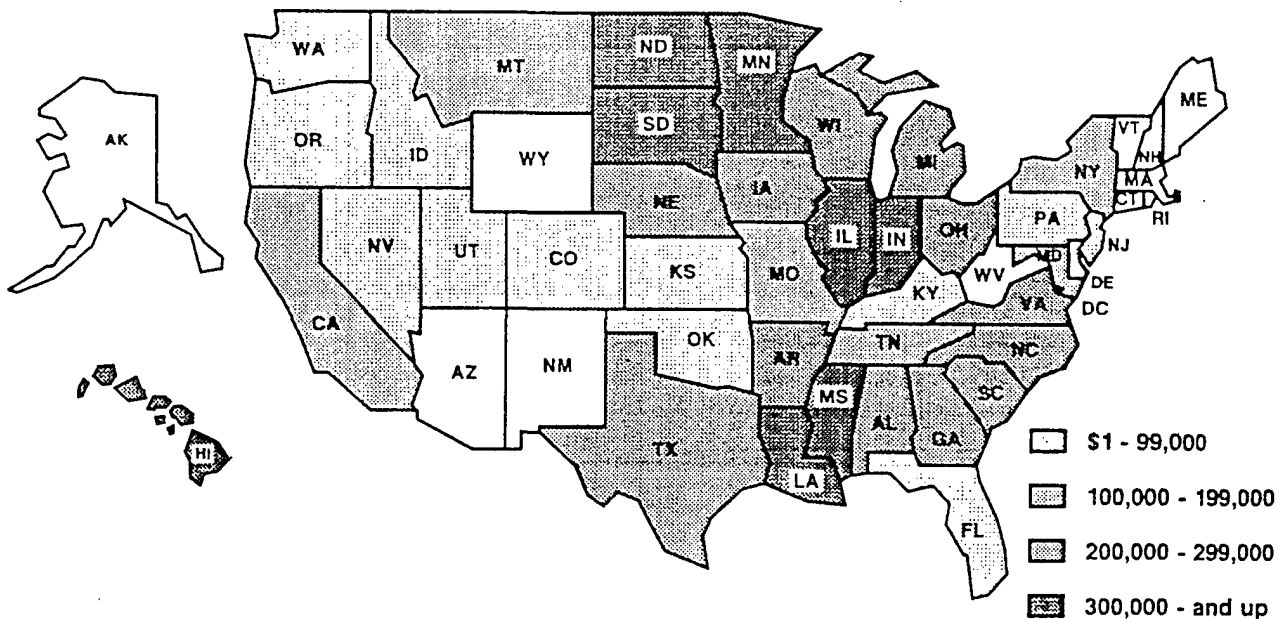 WA
MT
ND
MN
ME
AK
OR
ID
WY
SD
WI
MI
VT
NH
NY
MA
CT
RI
NV
UT
CO
NE
IA
IL
IN
OH
PA
NJ
MD
DE
DC
CA
KS
MO
KY
WV
VA
AZ
NM
OK
AR
TN
NC
TX
LA
MS
AL
GA
SC
FL
HI
$1 - 99,000
100,000 - 199,000
200,000 - 299,000
300,000 - and up